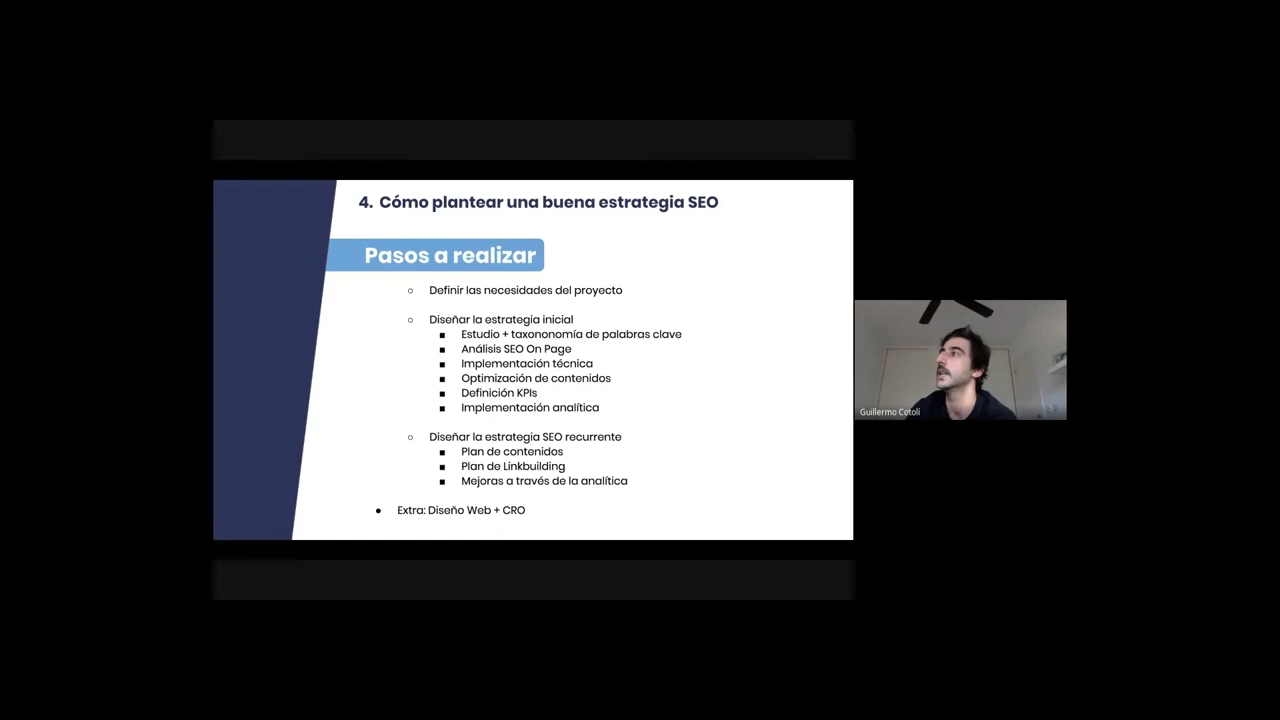 4. Cómo plantear una buena estrategia SEO
Pasos a realizar
○ Definir las necesidades del proyecto
○ Diseñar la estrategia inicial
■ Estudio + taxononomía de palabras clave
■ Análisis SEO On Page
■ Implementación técnica
■ Optimización de contenidos
■ Definición KPIs
■ Implementación analítica
○ Diseñar la estrategia SEO recurrente
■ Plan de contenidos
■ Plan de Linkbuilding
■ Mejoras a través de la analítica
● Extra: Diseño Web + CRO
Guillermo Cotoli